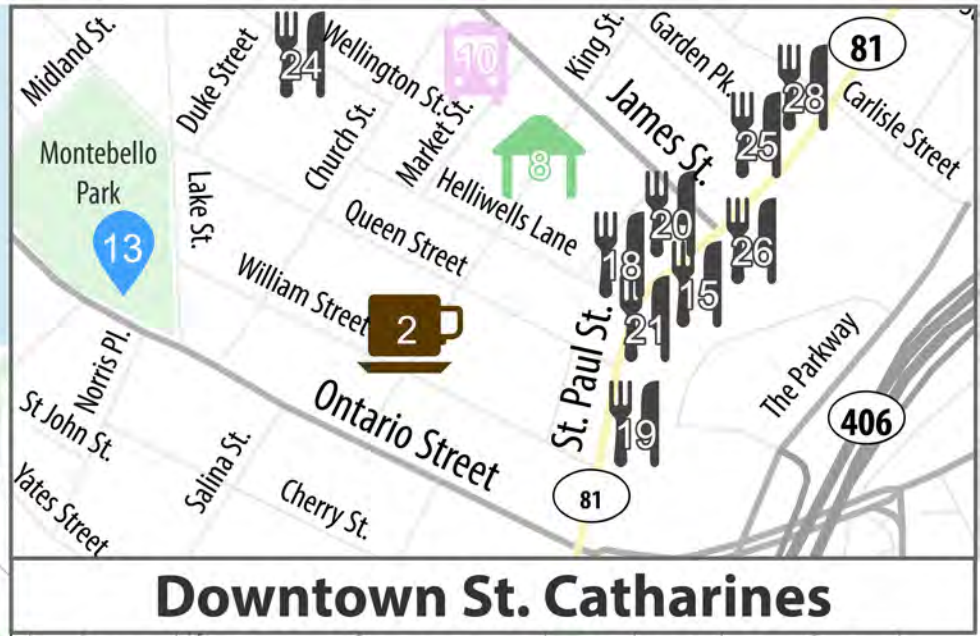 Midland St.
Duke Street
24
Wellington St.
10
King St.
Garden Pk.
81
28
Carlisle Street
25
James St.
Church St.
Market St.
8
Montebello
Park
13
Lake St.
Helliwells Lane
Queen Street
20
18
26
15
21
William Street
2
Norris Pl.
Ontario Street
St. Paul St.
19
The Parkway
406
81
St John St.
Salina St.
Cherry St.
Yates Street
Downtown St. Catharines